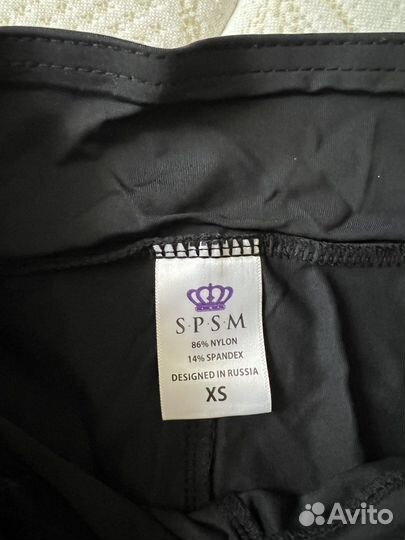 S·P·S·M
86% NYLON
14% SPANDEX
DESIGNED IN RUSSIA
XS
Avito